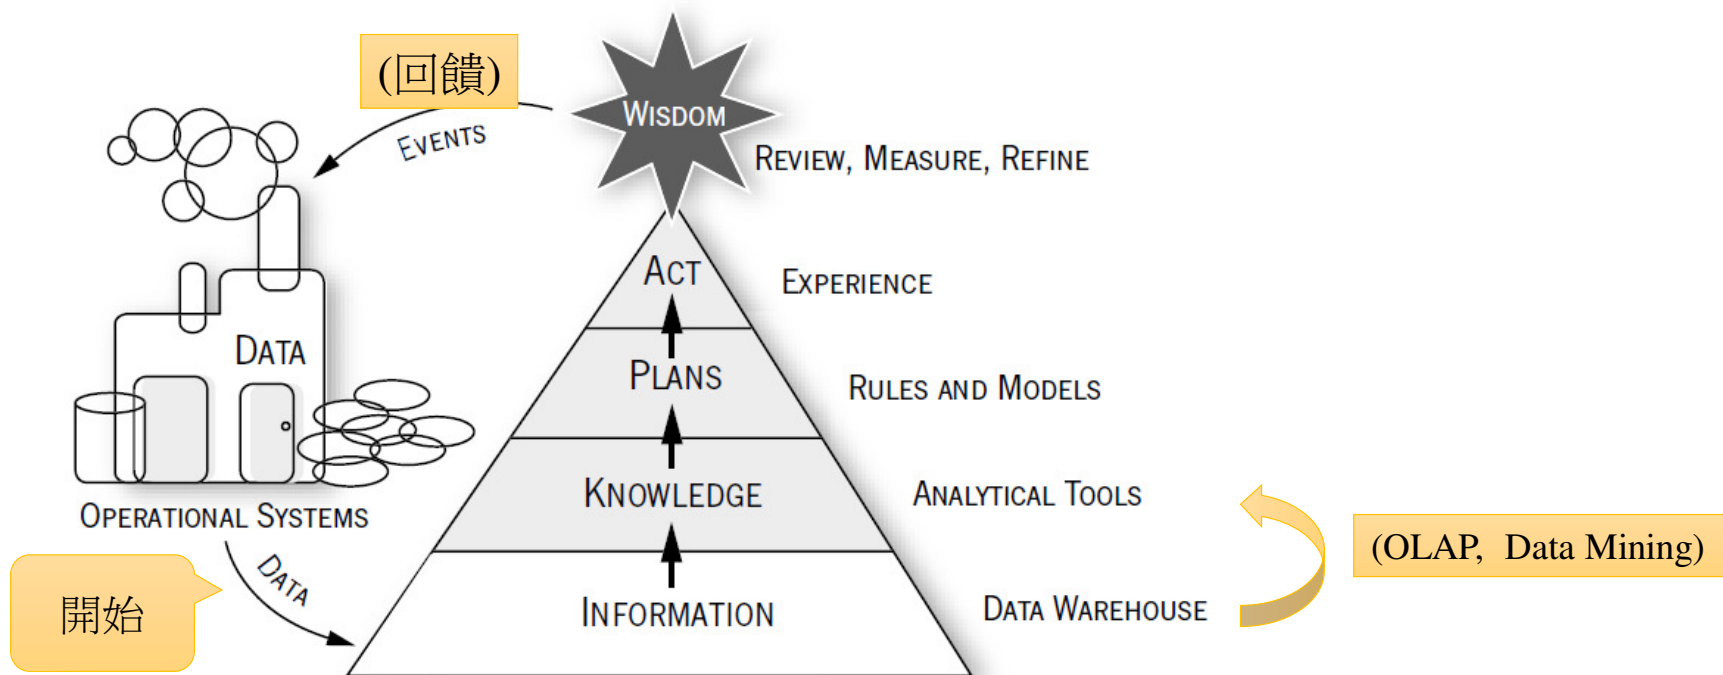 (回饋)
WISDOM
EVENTS
REVIEW, MEASURE, REFINE
ACT
EXPERIENCE
DATA
PLANS
RULES AND MODELS
KNOWLEDGE
ANALYTICAL TOOLS
OPERATIONAL SYSTEMS
(OLAP, Data Mining)
DATA
開始
INFORMATION
DATA WAREHOUSE